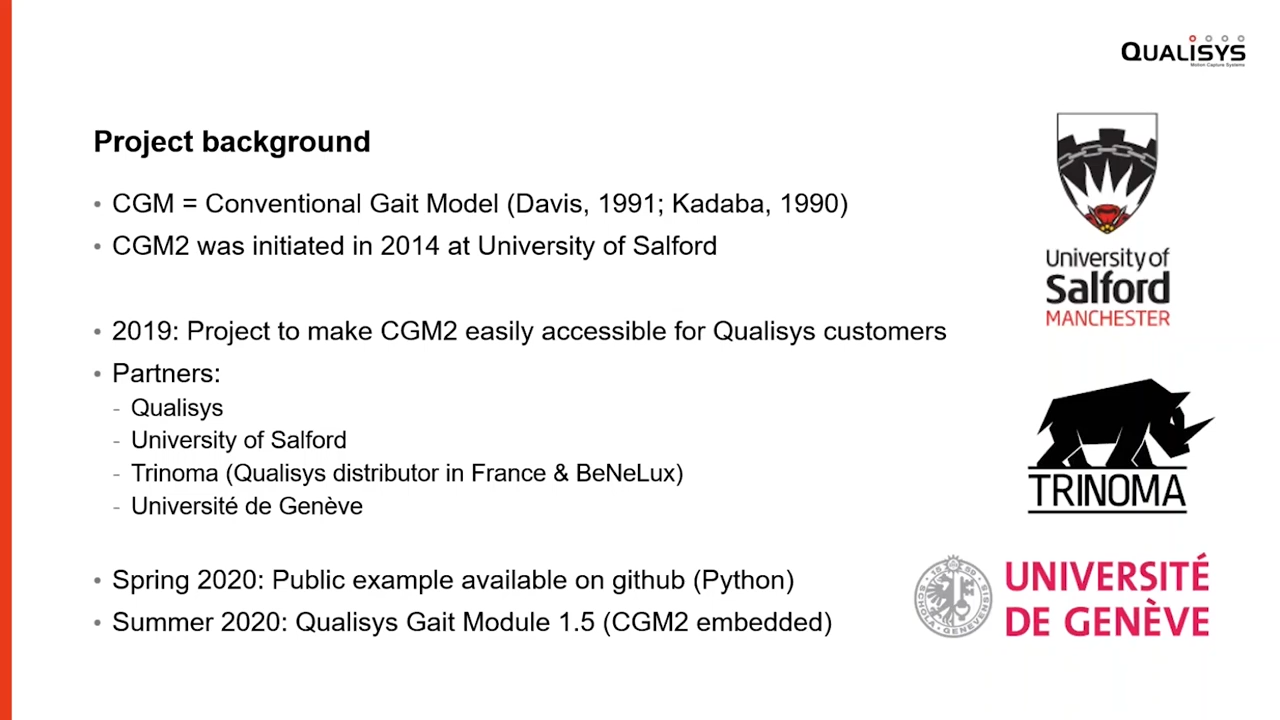 QUALISYS
Motion Capture Systems
Project background
• CGM = Conventional Gait Model (Davis, 1991; Kadaba, 1990)
• CGM2 was initiated in 2014 at University of Salford
• 2019: Project to make CGM2 easily accessible for Qualisys customers
• Partners:
- Qualisys
- University of Salford
- Trinoma (Qualisys distributor in France & BeNeLux)
- Université de Genève
• Spring 2020: Public example available on github (Python)
• Summer 2020: Qualisys Gait Module 1.5 (CGM2 embedded)
University of
Salford
MANCHESTER
TRINOMA
SCHOLA GENEVENSIS
1559
UNIVERSITÉ
DE GENÈVE